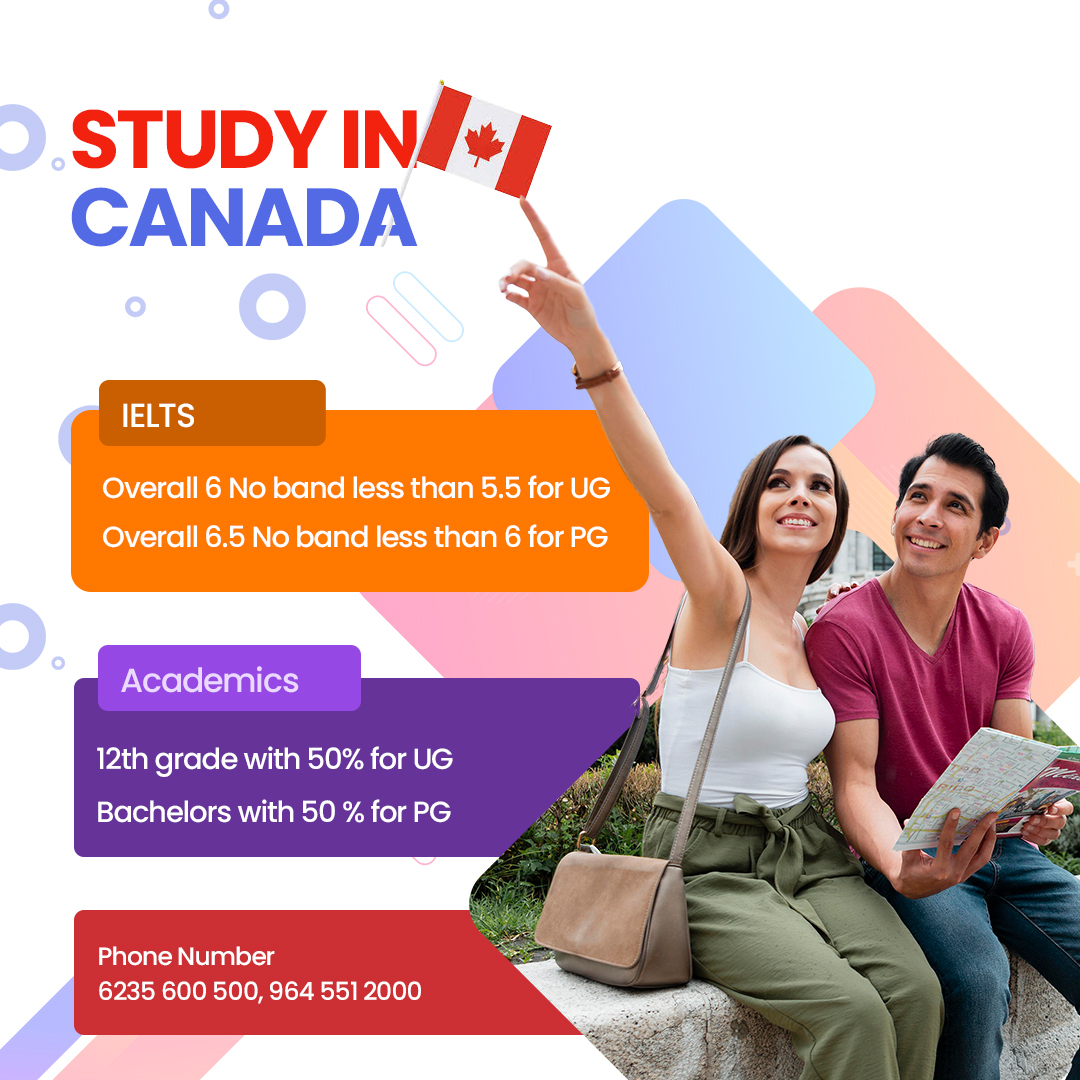 STUDY IN
CANADA
IELTS
Overall 6 No band less than 5.5 for UG
Overall 6.5 No band less than 6 for PG
Academics
12th grade with 50% for UG
Bachelors with 50 % for PG
Phone Number
6235 600 500, 964 551 2000